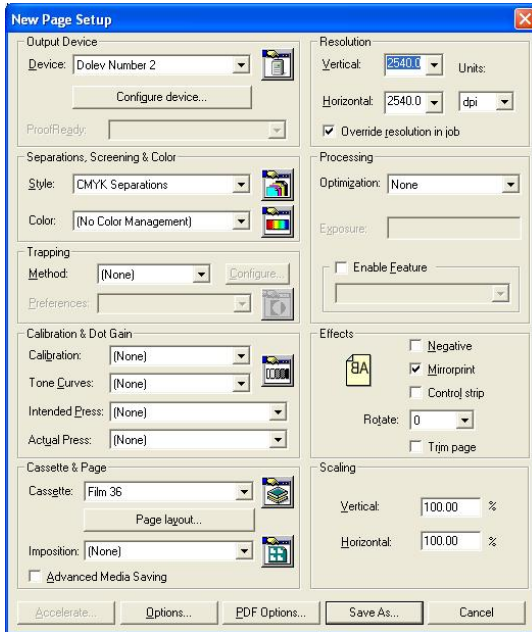 New Page Setup
Output Device
Device: Dolev Number 2
Configure device...
ProofReady:
Separations, Screening & Color
Style: CMYK Separations
Color: (No Color Management)
Trapping
Method: (None) Configure...
Preferences:
Calibration & Dot Gain
Calibration: (None)
Tone Curves: (None)
Intended Press: (None)
Actual Press: (None)
Cassette & Page
Cassette: Film 36
Page layout...
Imposition: (None)
Advanced Media Saving
Resolution
Vertical: 2540.0 Units:
Horizontal: 2540.0 dpi
Override resolution in job
Processing
Optimization: None
Exposure:
Enable Feature
Effects
AB
Negative
Mirrorprint
Control strip
Rotate: 0
Trim page
Scaling
Vertical: 100.00 %
Horizontal: 100.00 %
Accelerate... Options... PDF Options... Save As... Cancel